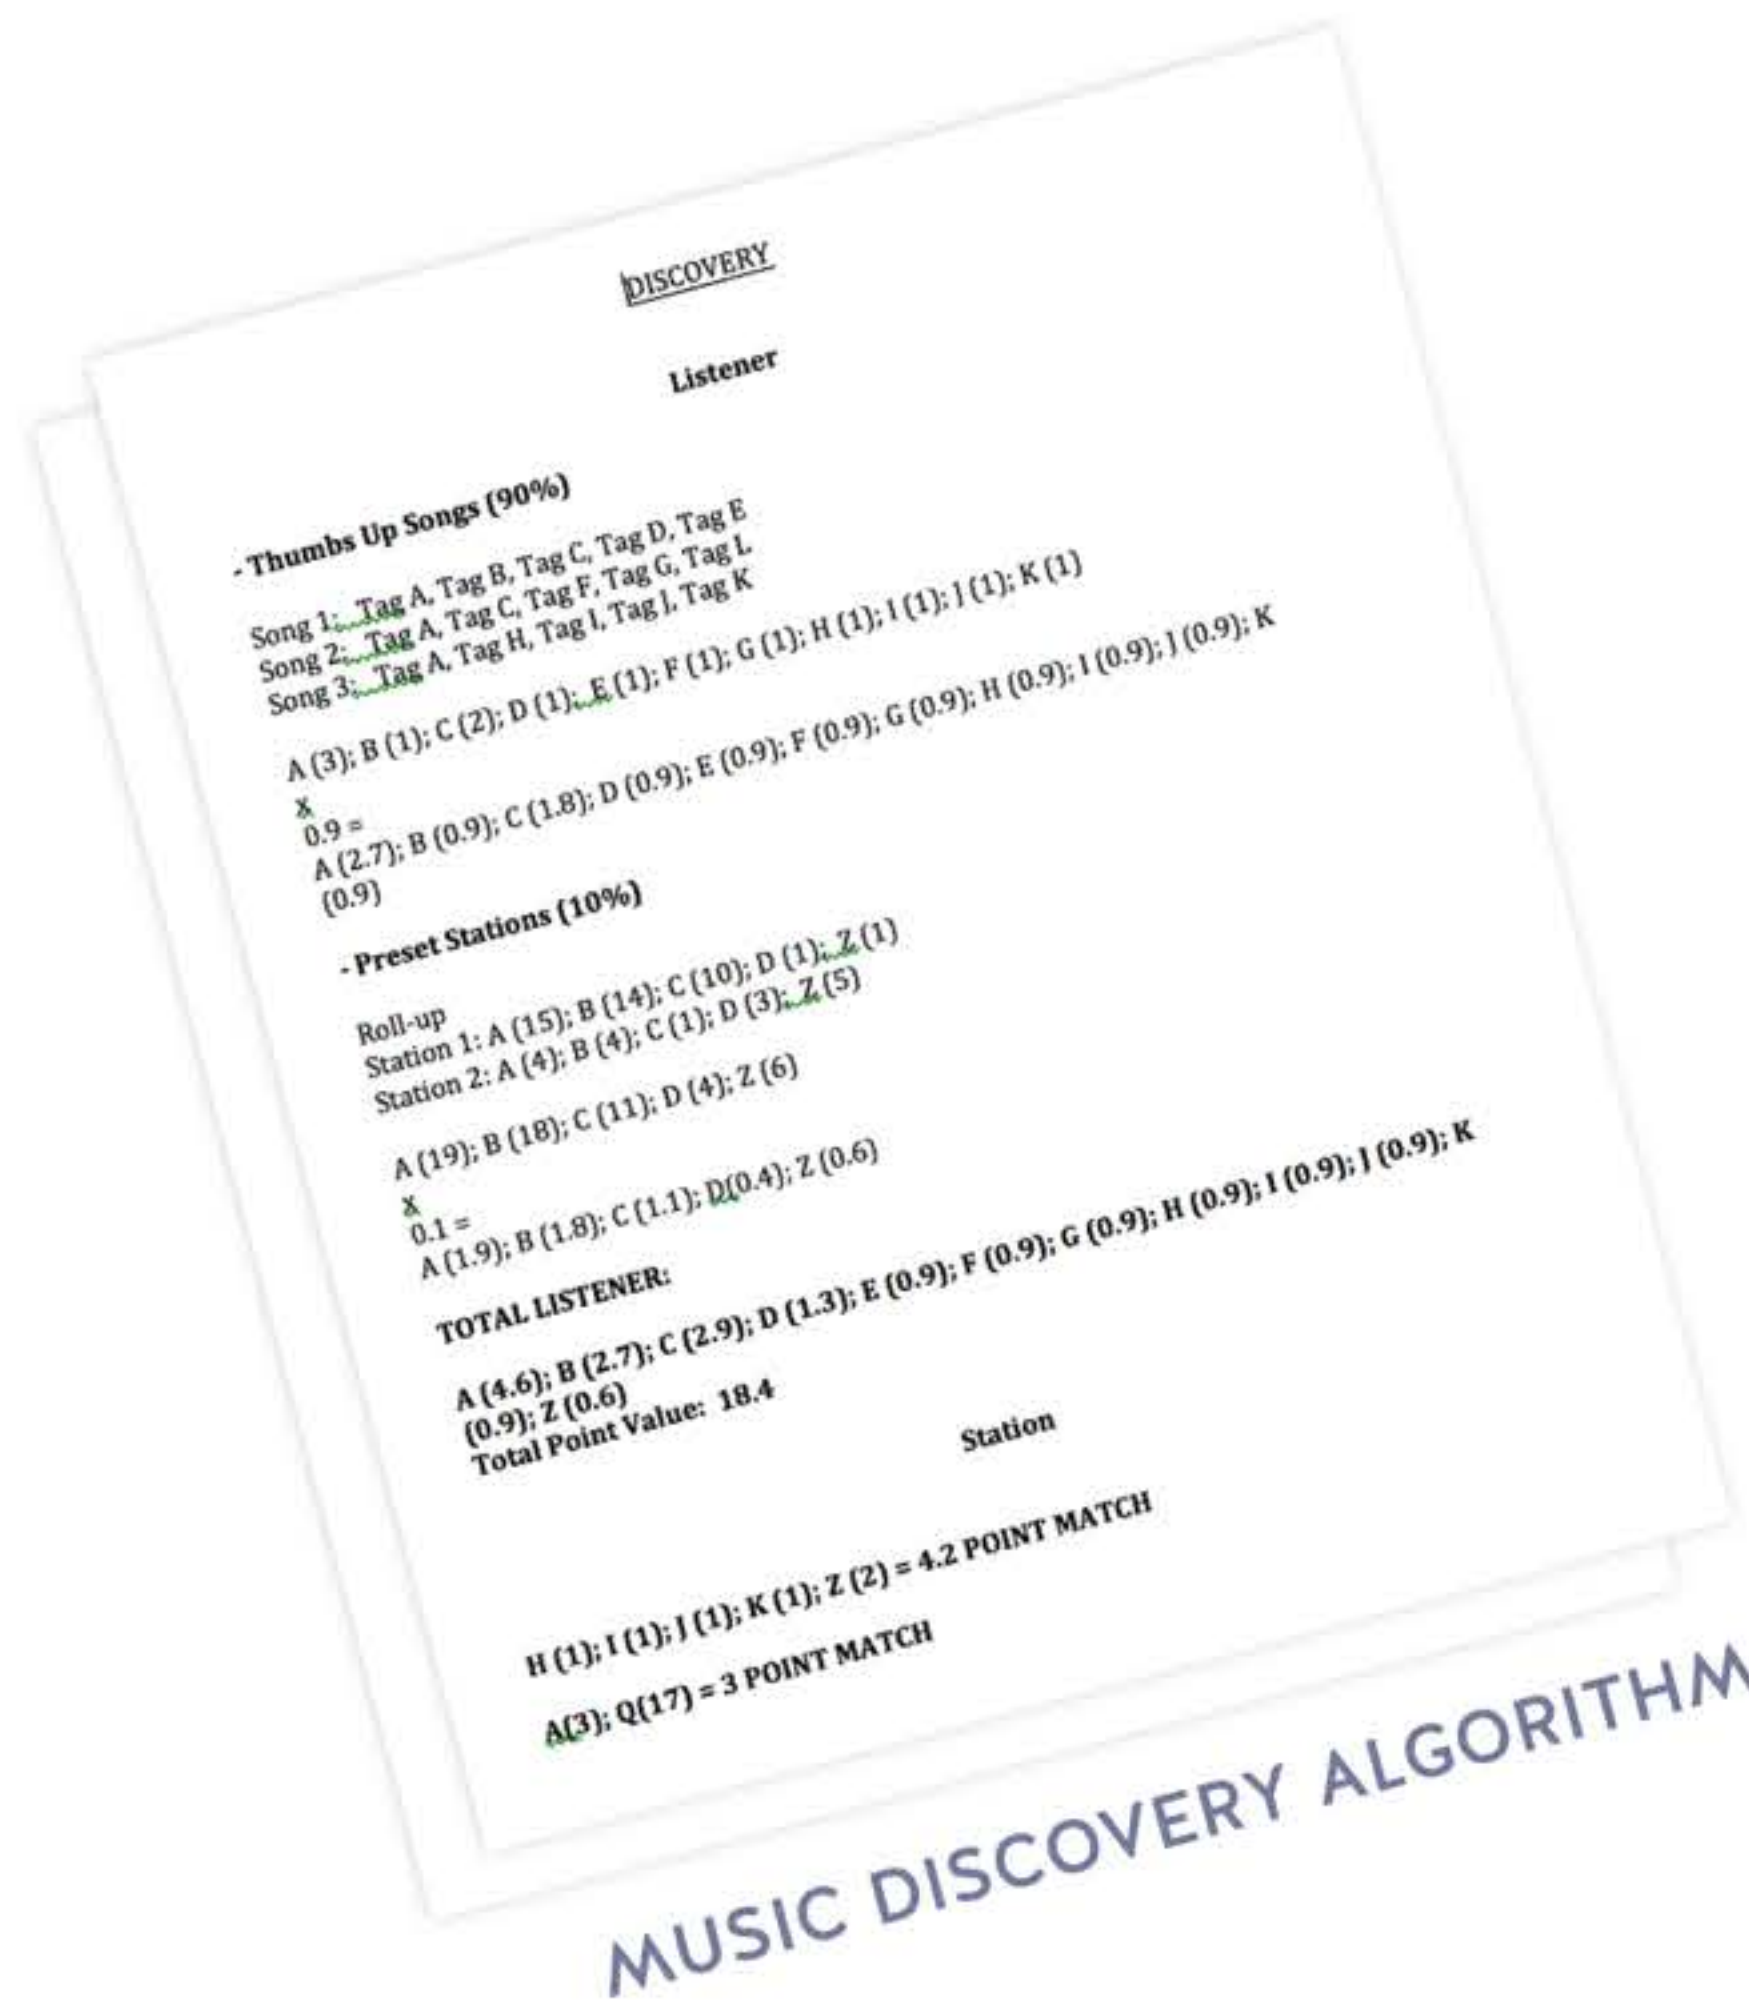 DISCOVERY
Listener
- Thumbs Up Songs (90%)
Song 1: Tag A, Tag B, Tag C, Tag D, Tag E
Song 2: Tag A, Tag C, Tag F, Tag G, Tag L
Song 3: Tag A, Tag H, Tag I, Tag J, Tag K
A (3); B (1); C (2); D (1); E (1); F (1); G (1); H (1); I (1); J (1); K (1)
x
0.9 =
A (2.7); B (0.9); C (1.8); D (0.9); E (0.9); F (0.9); G (0.9); H (0.9); I (0.9); J (0.9); K
(0.9)
- Preset Stations (10%)
Roll-up
Station 1: A (15); B (14); C (10); D (1); Z (1)
Station 2: A (4); B (4); C (1); D (3); Z (5)
A (19); B (18); C (11); D (4); Z (6)
x
0.1 =
A (1.9); B (1.8); C (1.1); D(0.4); Z (0.6)
TOTAL LISTENER:
A (4.6); B (2.7); C (2.9); D (1.3); E (0.9); F (0.9); G (0.9); H (0.9); I (0.9); J (0.9); K
(0.9); Z (0.6)
Total Point Value: 18.4
Station
H (1); I (1); J (1); K (1); Z (2) = 4.2 POINT MATCH
A(3); Q(17) = 3 POINT MATCH
MUSIC DISCOVERY ALGORITHM